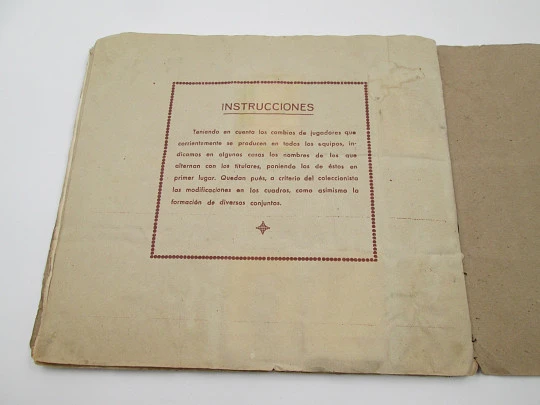 INSTRUCCIONES
Teniendo en cuenta los cambios de jugadores que
corrientemente se producen en todos los equipos, in-
dicamos en algunos casos los nombres de los que
alternan con los titulares, poniendo los de éstos en
primer lugar. Quedan pués, a criterio del coleccionista
las modificaciones en los cuadros, como asimismo la
formación de diversos conjuntos.